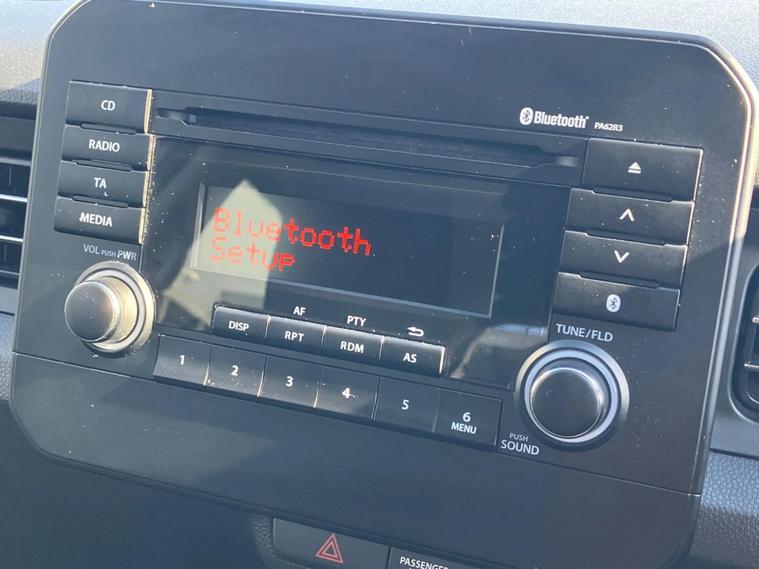 Bluetooth PA62R3
CD
RADIO
TA
MEDIA
VOL PUSH PWR
Bluetooth
Setup
AF
PTY
DISP
RPT
RDM
AS
1
2
3
4
5
6
MENU
TUNE/FLD
PUSH
SOUND
PASSENGER